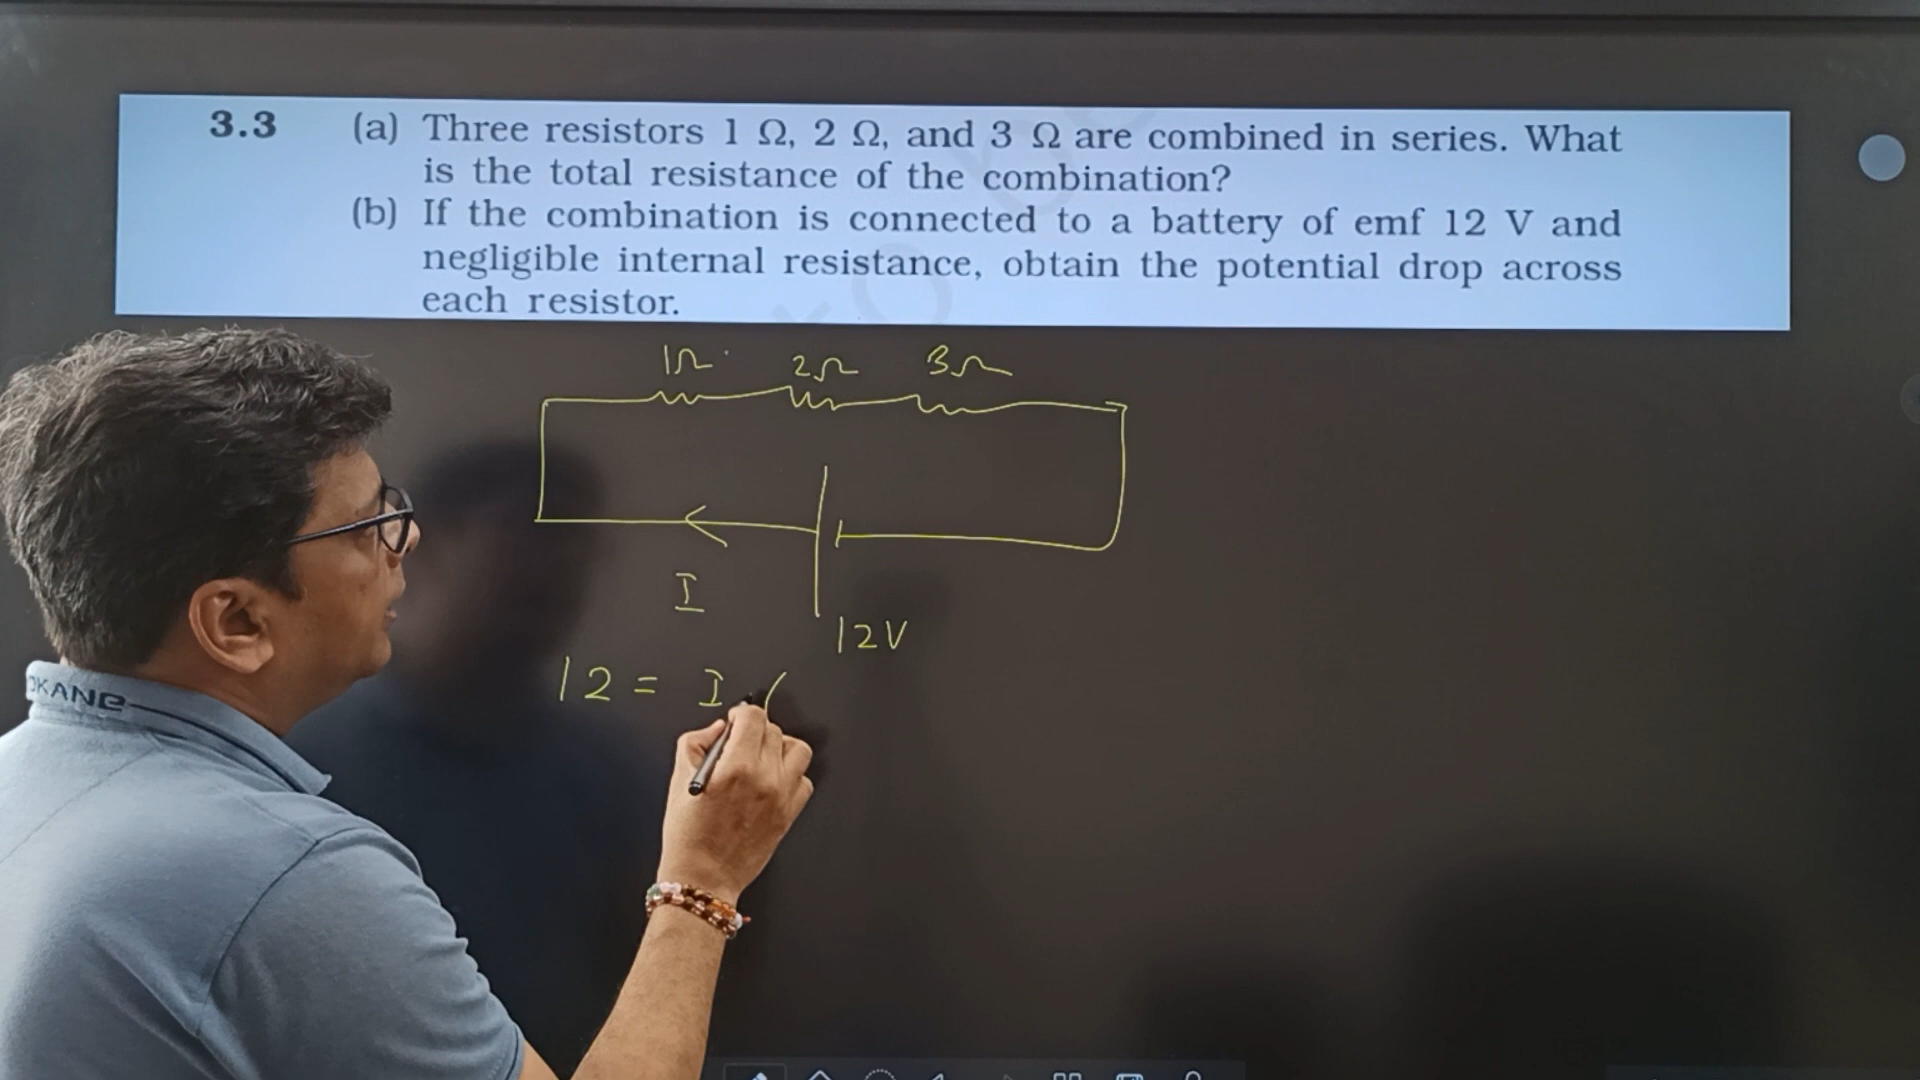 3.3 (a) Three resistors 1 Ω, 2 Ω, and 3 Ω are combined in series. What
is the total resistance of the combination?
(b) If the combination is connected to a battery of emf 12 V and
negligible internal resistance, obtain the potential drop across
each resistor.
1Ω 2Ω 3Ω
I
12V
12 = I (